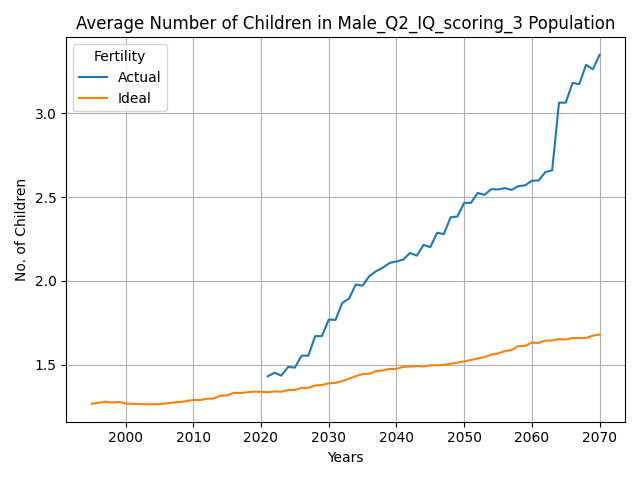 Average Number of Children in Male_Q2_IQ_scoring_3 Population
Fertility
Actual
Ideal
No. of Children
3.0
2.5
2.0
1.5
2000 2010 2020 2030 2040 2050 2060 2070
Years